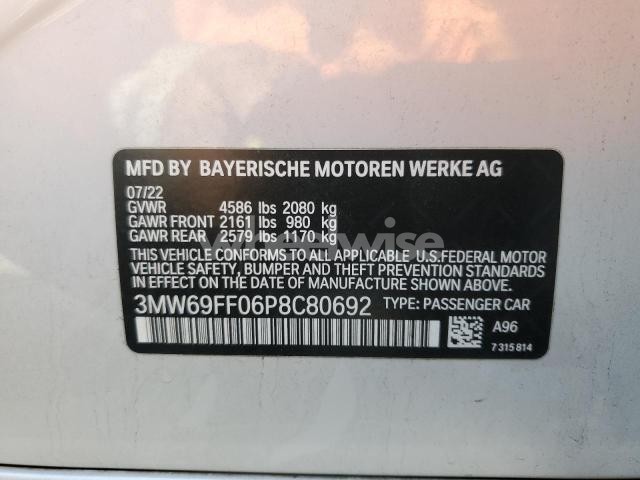 MFD BY BAYERISCHE MOTOREN WERKE AG
07/22
GVWR 4586 lbs 2080 kg
GAWR FRONT 2161 lbs 980 kg
GAWR REAR 2579 lbs 1170 kg
THIS VEHICLE CONFORMS TO ALL APPLICABLE U.S.FEDERAL MOTOR
VEHICLE SAFETY, BUMPER, AND THEFT PREVENTION STANDARDS
IN EFFECT ON THE DATE OF MANUFACTURE SHOWN ABOVE.
3MW69FF06P8C80692 TYPE: PASSENGER CAR
A96
7 315 814